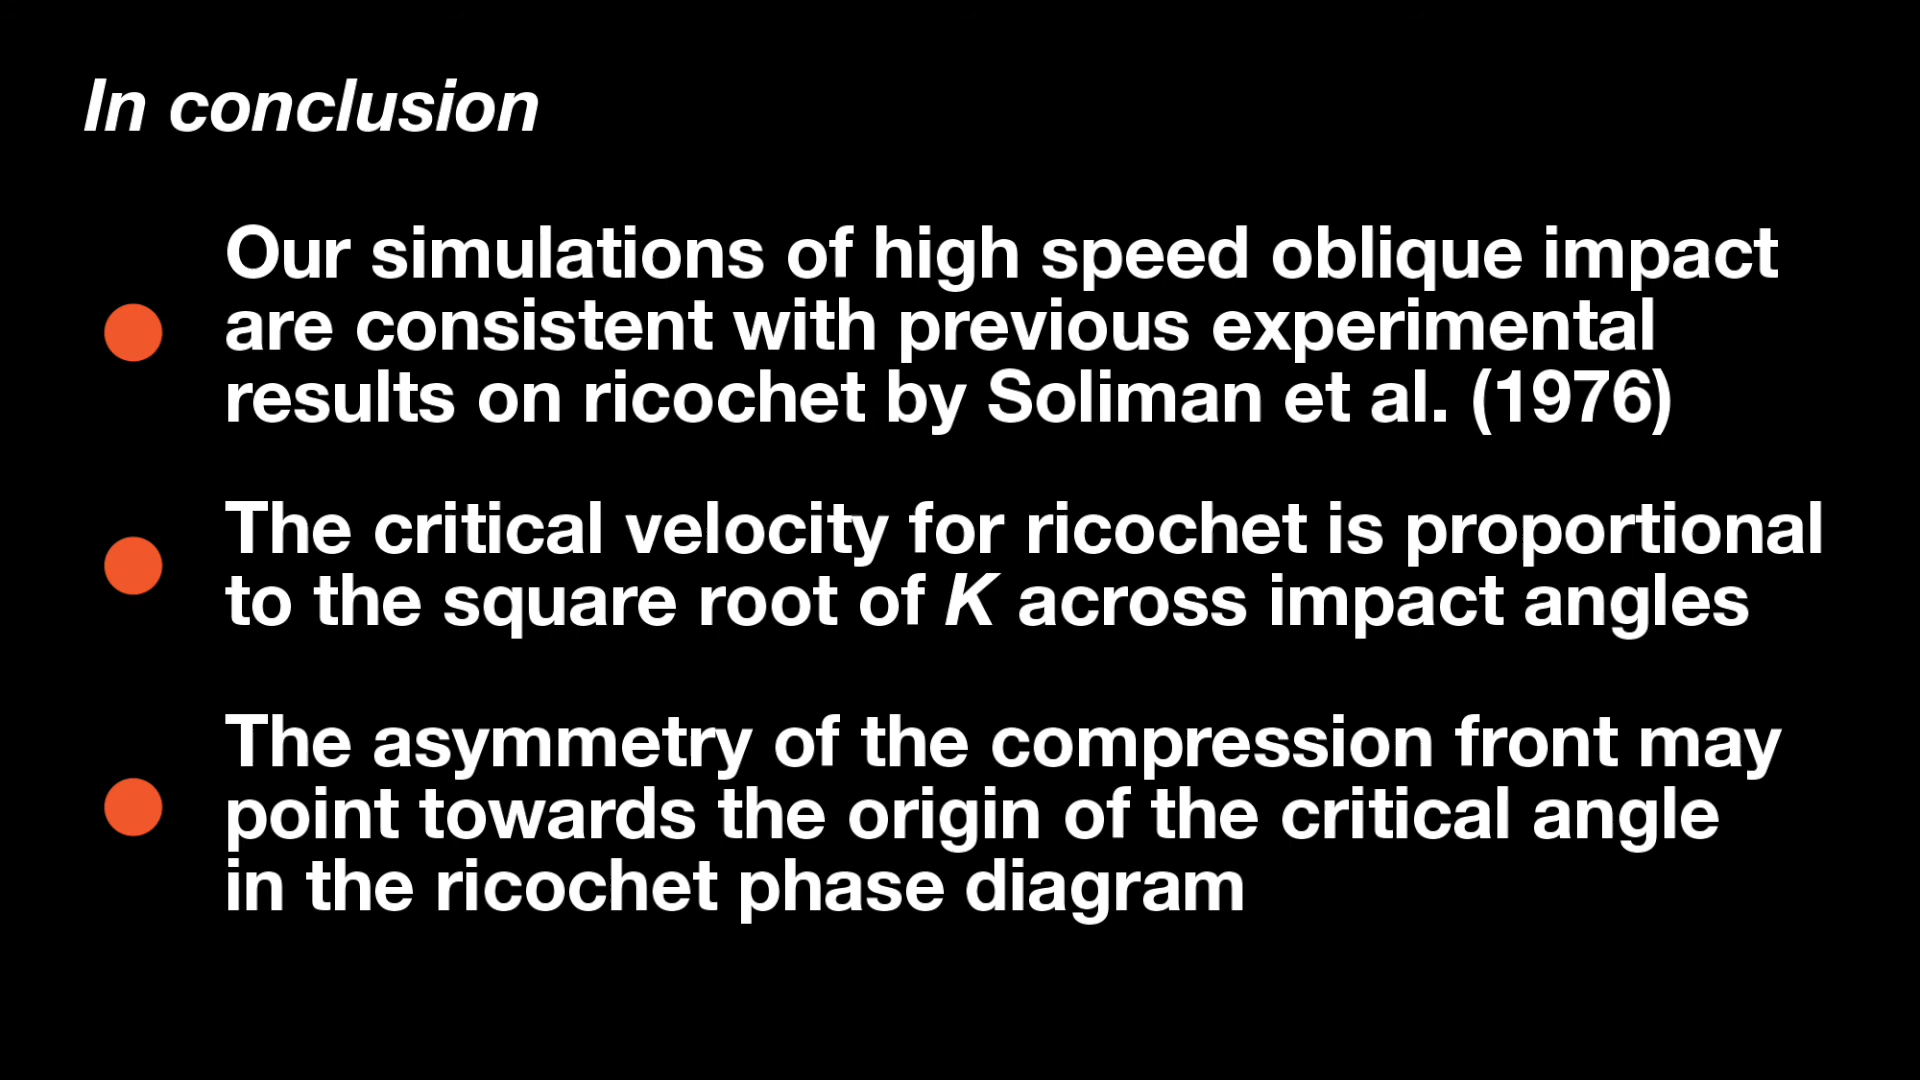 In conclusion
Our simulations of high speed oblique impact
are consistent with previous experimental
results on ricochet by Soliman et al. (1976)
The critical velocity for ricochet is proportional
to the square root of K across impact angles
The asymmetry of the compression front may
point towards the origin of the critical angle
in the ricochet phase diagram